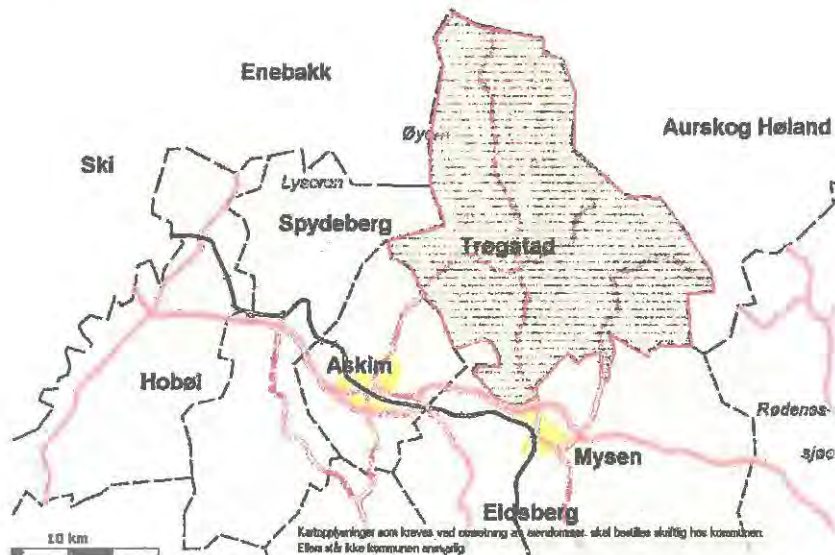 Enebakk
Aurskog Høland
Ski
Lyseren
Spydeberg
Trøgstad
Askim
Hobøl
Rødenes-
Mysen
Eidsberg
10 km
Kartopplysninger som kreves ved omsetning av eiendommer, skal bestilles skriftlig hos kommunen.
Ellers står ikke kommunen ansvarlig